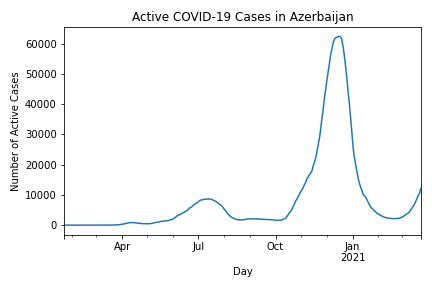 Active COVID-19 Cases in Azerbaijan
Number of Active Cases
60000
50000
40000
30000
20000
10000
0
Apr
Jul
Oct
Jan
2021
Day